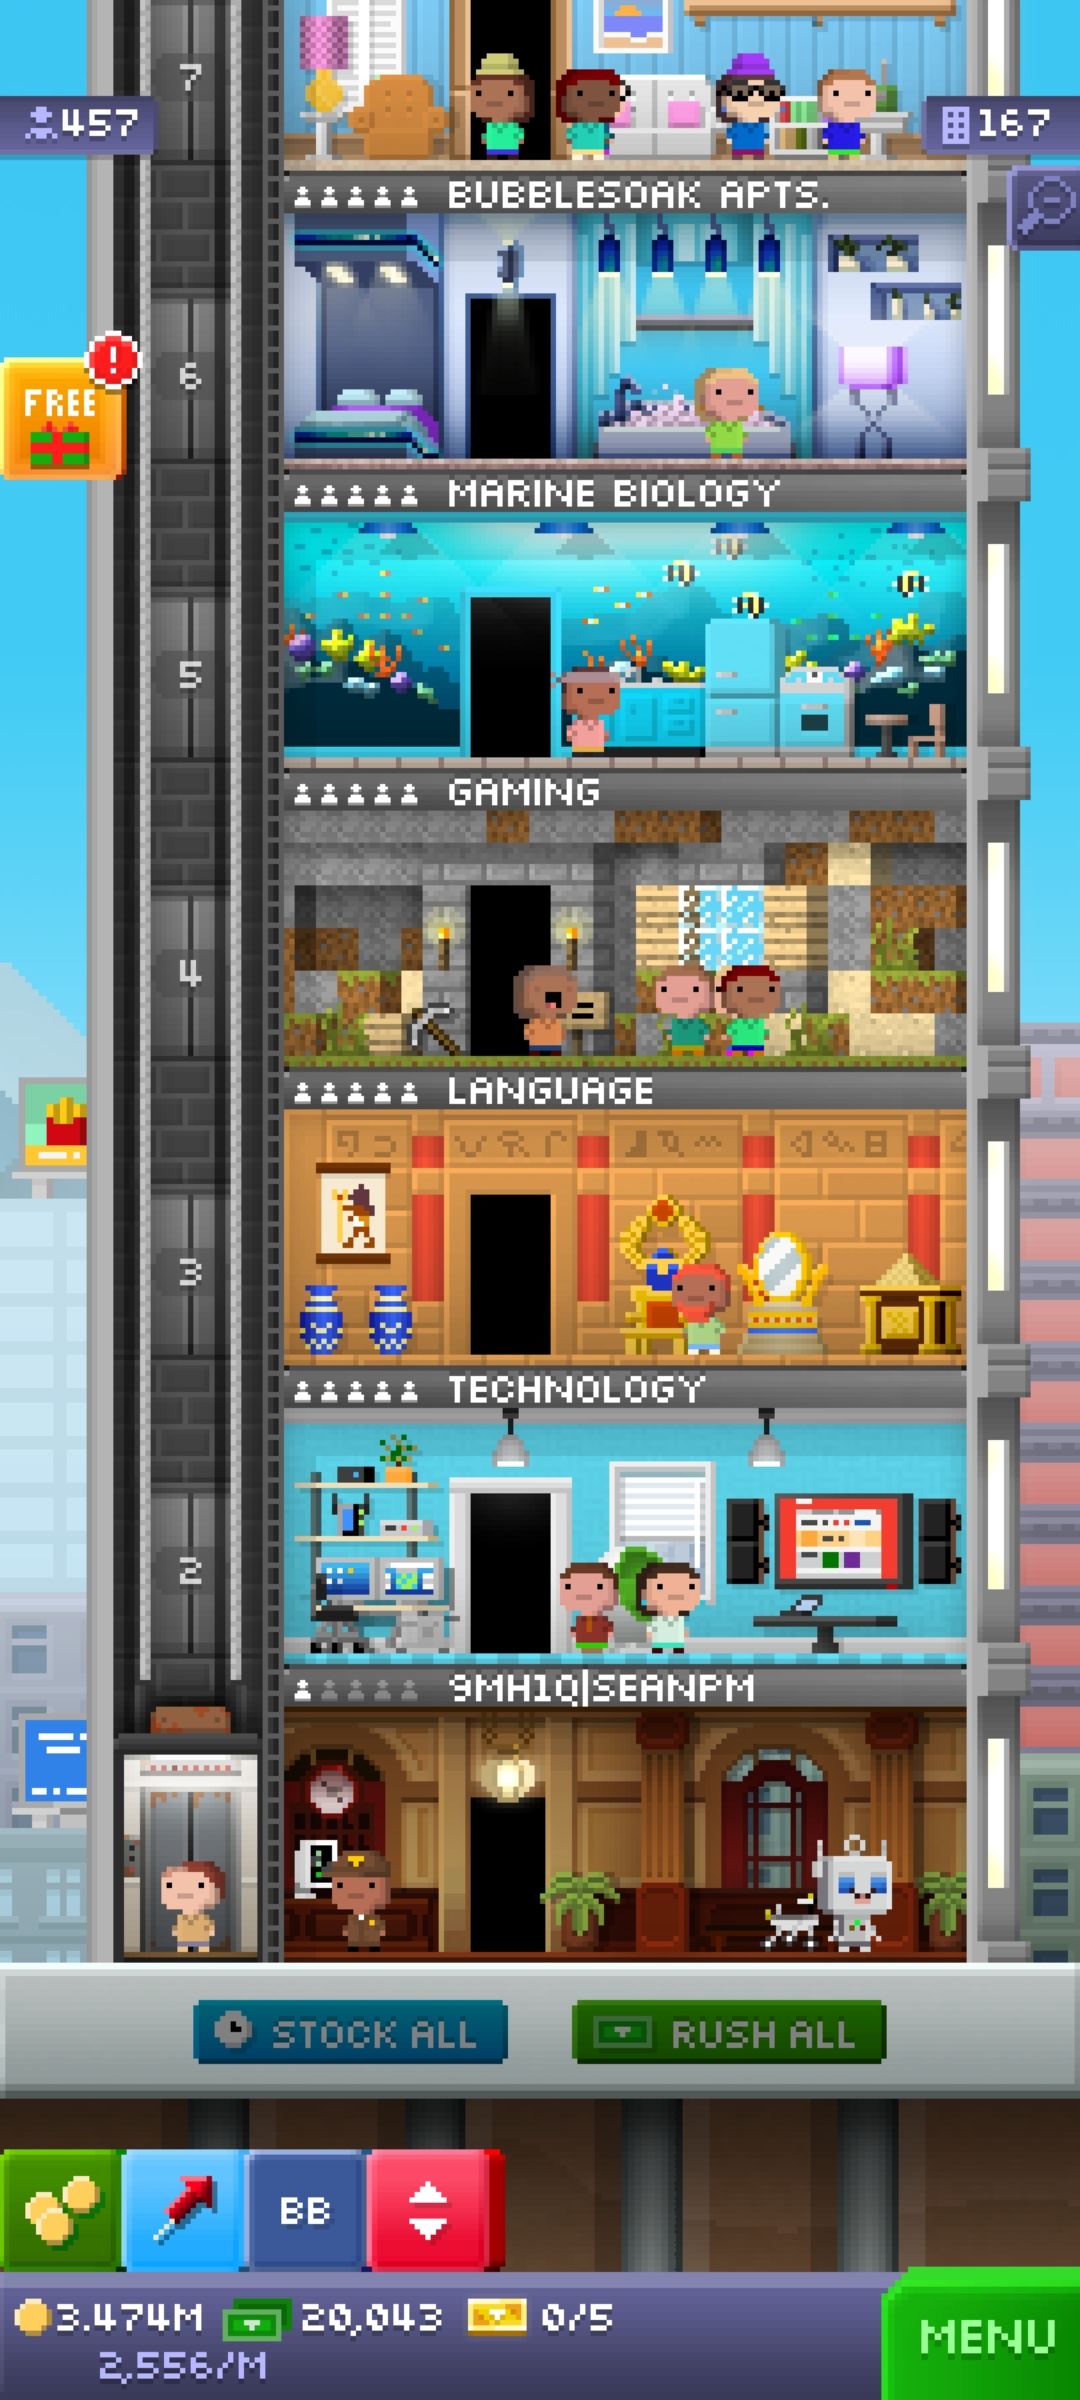 7
457
167
BUBBLESOAK APTS.
6
FREE
!
MARINE BIOLOGY
5
GAMING
4
LANGUAGE
3
TECHNOLOGY
2
9MH1Q|SEANPM
STOCK ALL
RUSH ALL
BB
3.474M
20,043
0/5
2,556/M
MENU